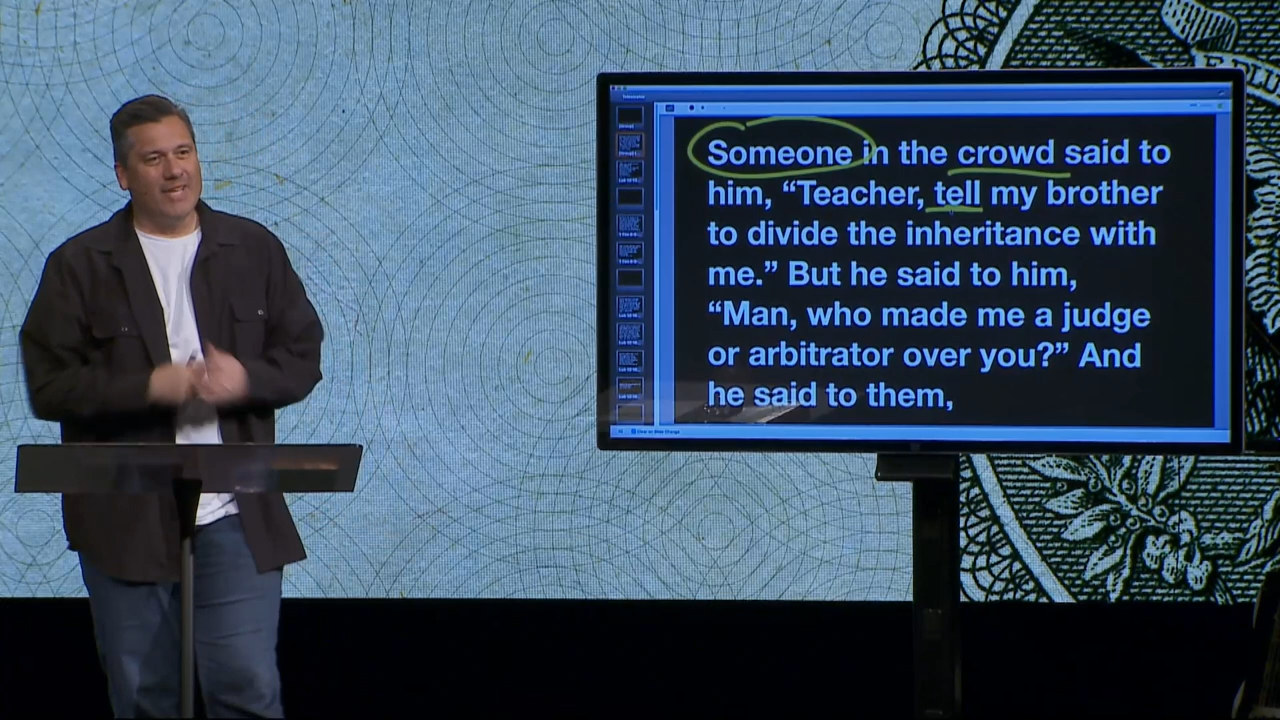 Someone in the crowd said to
him, “Teacher, tell my brother
to divide the inheritance with
me.” But he said to him,
“Man, who made me a judge
or arbitrator over you?” And
he said to them,